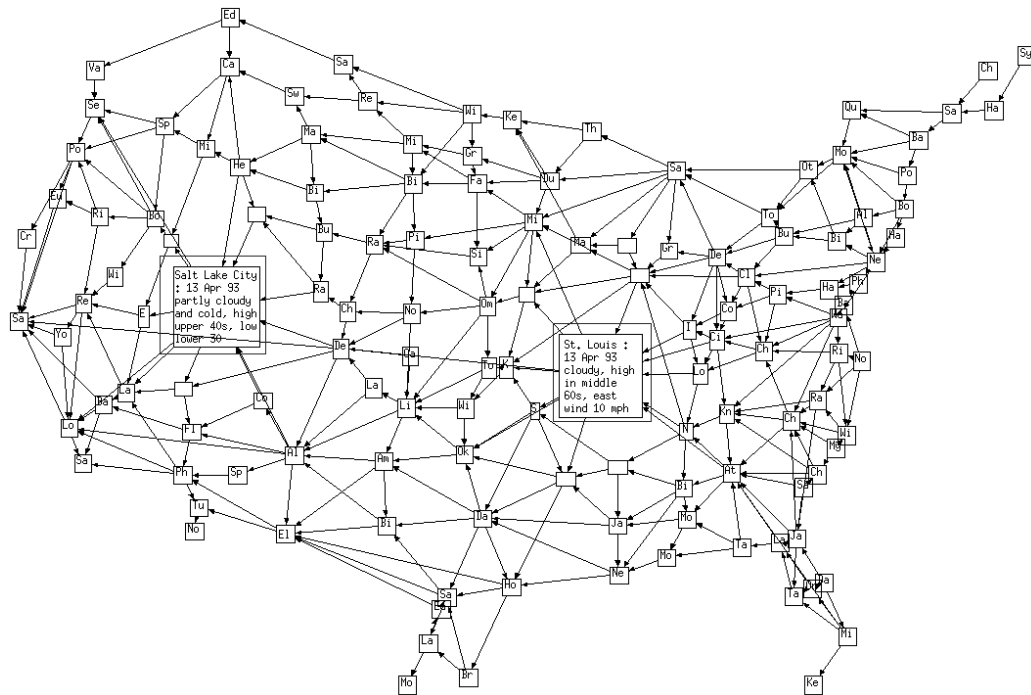 Ed
Va
Ca
Sa
Ch
Sy
Se
Sw
Re
Wi
Ke
Th
Qu
Sa
Ha
Sp
Ma
Mi
Ba
Po
Mi
He
Gr
Mo
Eu
Bi
Bi
Fa
Du
Sa
Ot
Po
Cr
Ri
Bo
Bu
Ra
Pi
Si
Mi
Ma
Gr
De
To
Bu
Bi
Al
Bo
Ha
Ne
Wi
Salt Lake City
: 13 Apr 93
partly cloudy
and cold, high
upper 40s, low
lower 30
Cl
Ha
Ph
Sa
Re
E
Ra
Ch
No
Om
Co
Pi
Ba
Yo
De
St. Louis :
13 Apr 93
cloudy, high
in middle
60s, east
wind 10 mph
I
Ci
Ch
Ri
No
La
La
Tu
K
Lo
Lo
Li
Wi
S
Kn
Ch
Ra
Wi
Fl
N
Sa
Ph
Sp
Al
Am
Ok
At
Ch
Tu
No
El
Bi
Da
Ja
Bi
Mo
Ta
La
Ja
Sa
Ho
Ne
Mo
Ta
La
Mi
Mo
Br
Ke